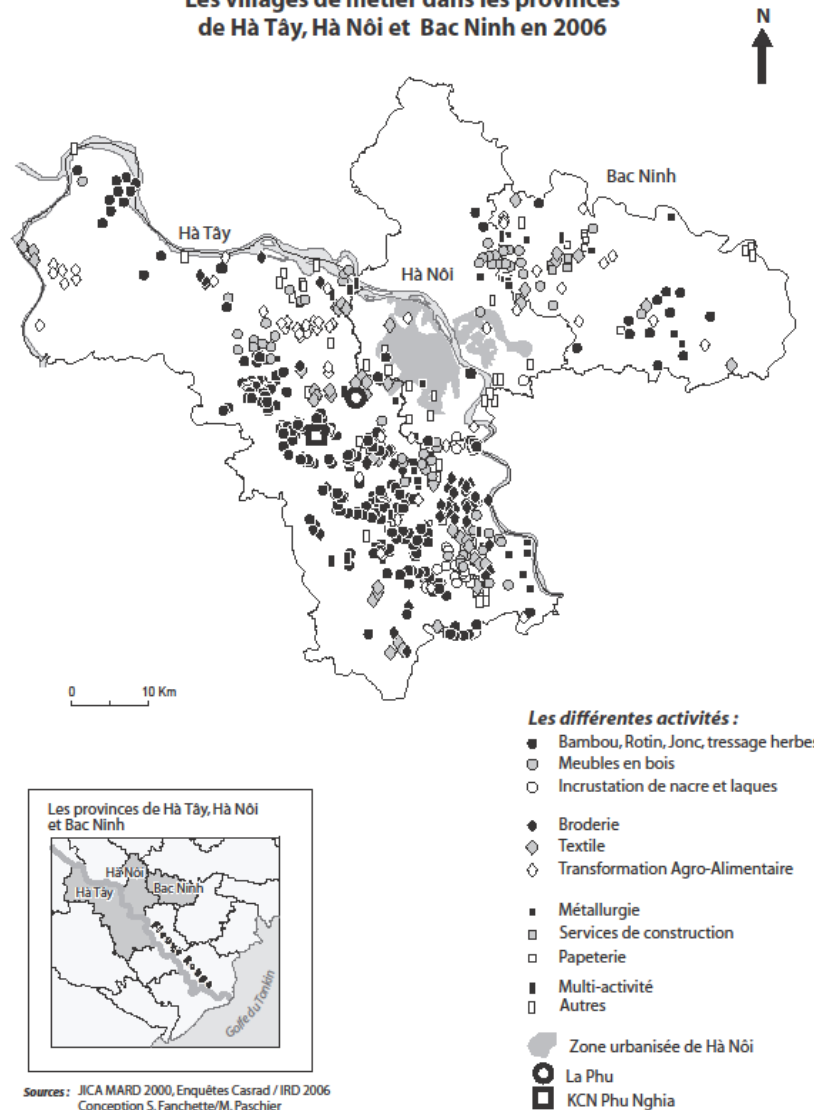 Les villages de métier dans les provinces
de Hà Tây, Hà Nôi et Bac Ninh en 2006
N
Bac Ninh
Hà Tây
Hà Nôi
0 10 Km
Les différentes activités :
Bambou, Rotin, Jonc, tressage herbes
Meubles en bois
Incrustation de nacre et laques
Broderie
Textile
Transformation Agro-Alimentaire
Métallurgie
Services de construction
Papeterie
Multi-activité
Autres
Zone urbanisée de Hà Nôi
La Phu
KCN Phu Nghia
Les provinces de Hà Tây, Hà Nôi
et Bac Ninh
Hà Nôi
Hà Tây
Bac Ninh
Golfe du Tonkin
Sources : JICA MARD 2000, Enquêtes Casrad / IRD 2006
Conception S. Fanchette/M. Paschier